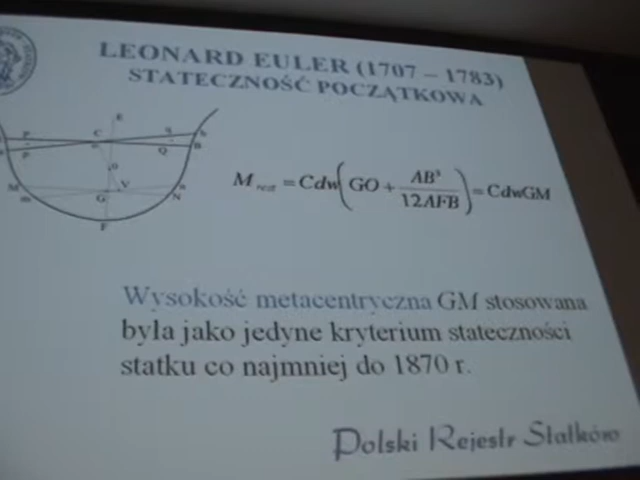 LEONARD EULER (1707 – 1783)
STATECZNOŚĆ POCZĄTKOWA
M rest = Cdw( GO + AB³ / 12AFB ) = CdwGM
Wysokość metacentryczna GM stosowana
była jako jedyne kryterium stateczności
statku co najmniej do 1870 r.
Polski Rejestr Statków